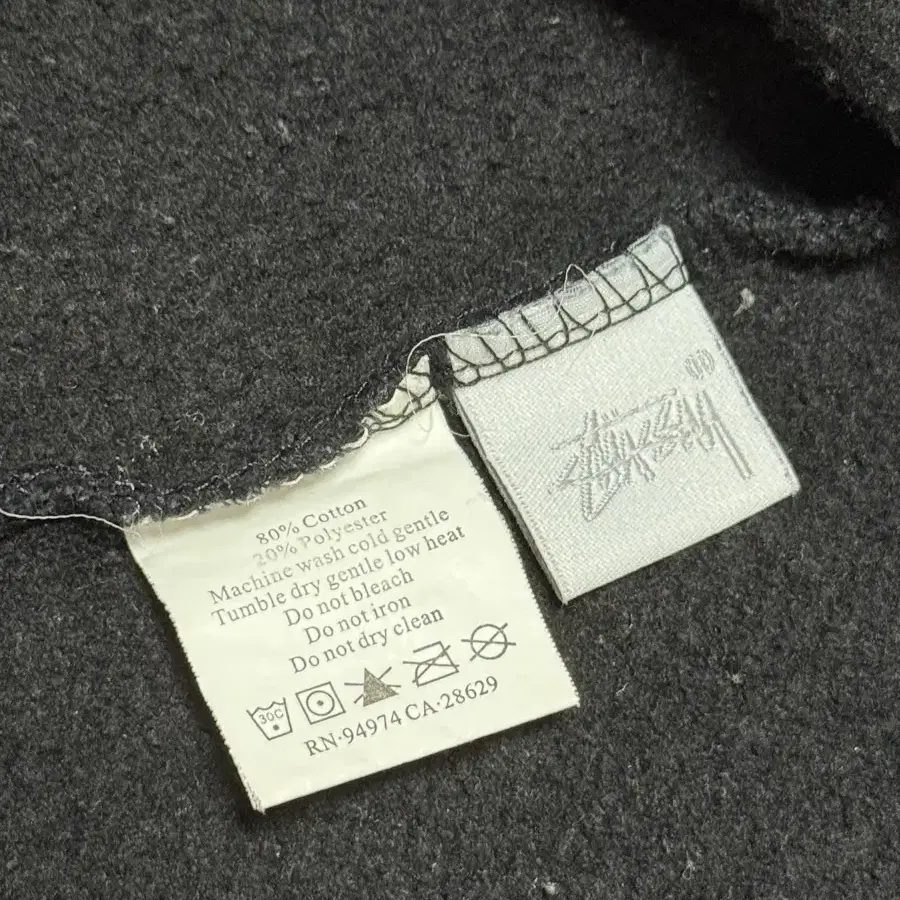 80% Cotton
20% Polyester
Machine wash cold gentle
Tumble dry gentle low heat
Do not bleach
Do not iron
Do not dry clean
30C
RN·94974 CA·28629